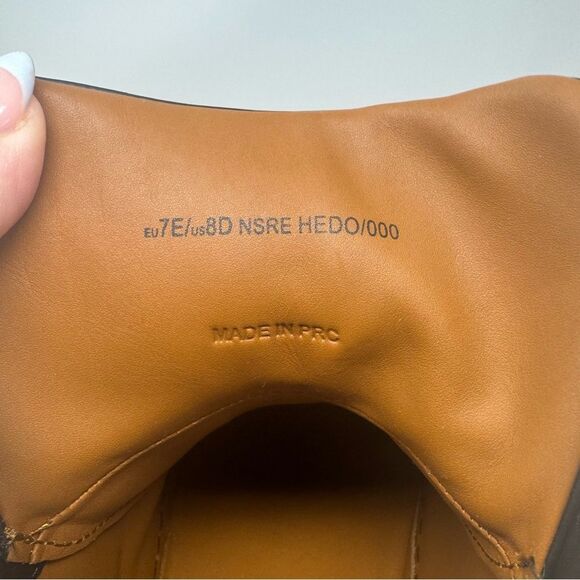 EU7E/US8D NSRE HEDO/000
MADE IN PRC